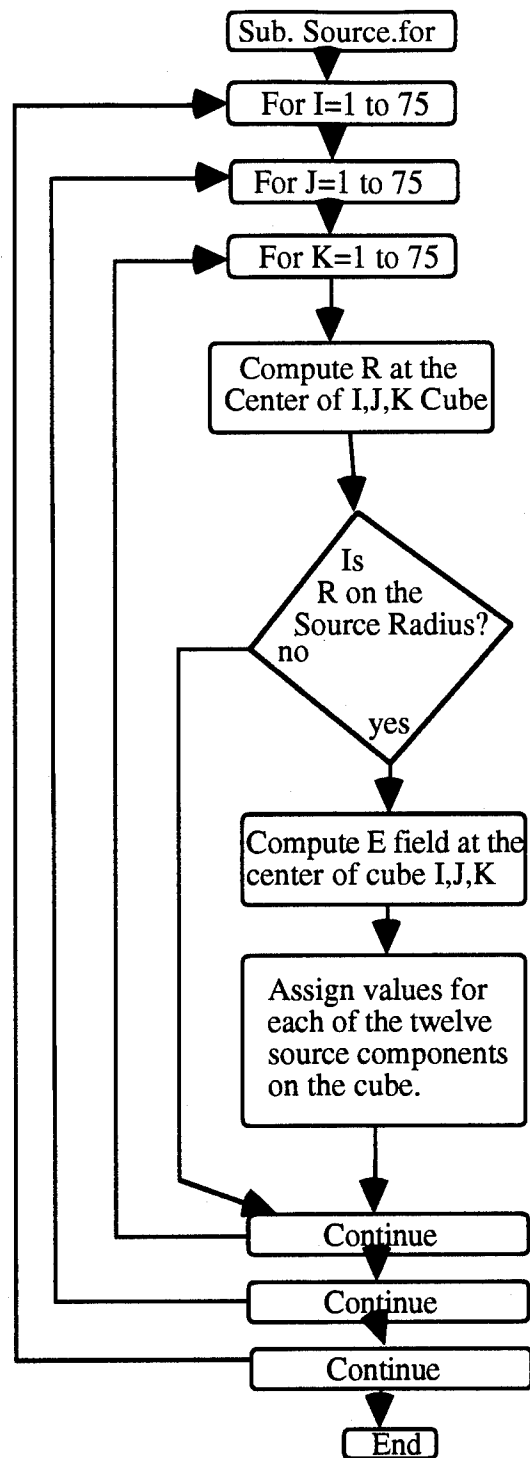 Sub. Source.for
For I=1 to 75
For J=1 to 75
For K=1 to 75
Compute R at the
Center of I,J,K Cube
Is
R on the
Source Radius?
no
yes
Compute E field at the
center of cube I,J,K
Assign values for
each of the twelve
source components
on the cube.
Continue
Continue
Continue
End